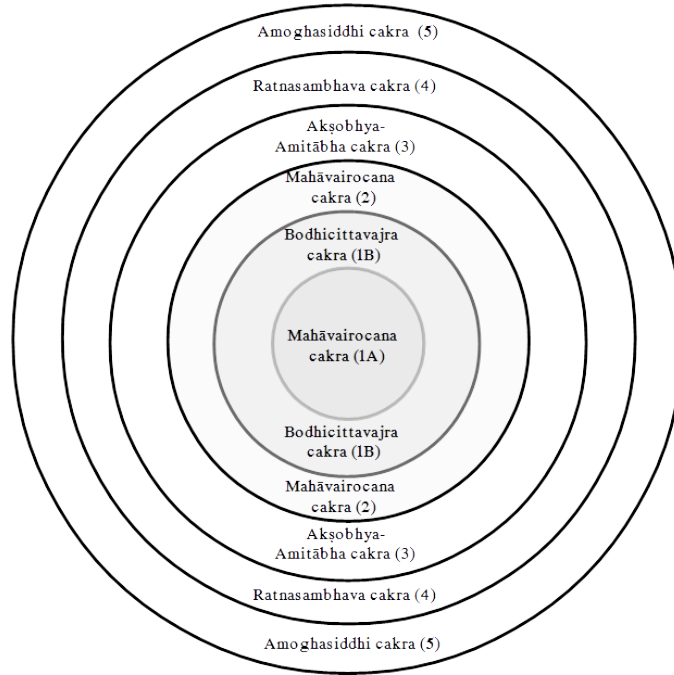 Amoghasiddhi cakra (5)
Ratnasambhava cakra (4)
Akṣobhya-
Amitābha cakra (3)
Mahāvairocana
cakra (2)
Bodhicittavajra
cakra (1B)
Mahāvairocana
cakra (1A)
Bodhicittavajra
cakra (1B)
Mahāvairocana
cakra (2)
Akṣobhya-
Amitābha cakra (3)
Ratnasambhava cakra (4)
Amoghasiddhi cakra (5)